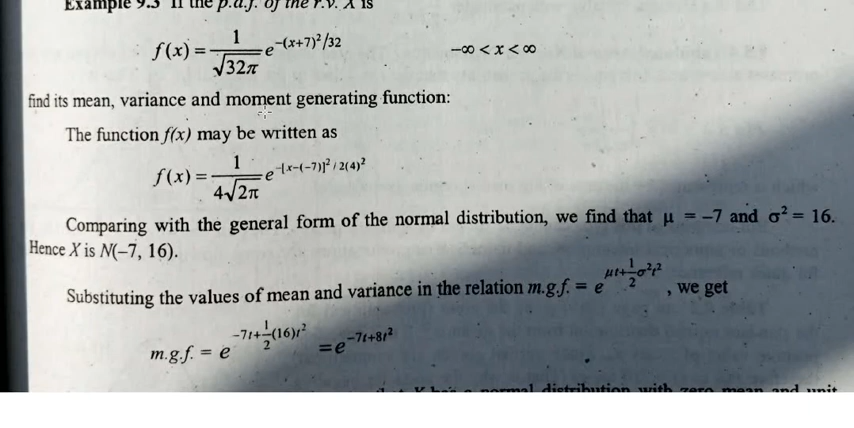 Example 9.3 If the p.d.f. of the r.v. X is
f(x) = 1/√32π e^-(x+7)²/32   -∞ < x < ∞
find its mean, variance and moment generating function:
The function f(x) may be written as
f(x) = 1/4√2π e^-[x-(-7)]² / 2(4)²
Comparing with the general form of the normal distribution, we find that μ = -7 and σ² = 16.
Hence X is N(-7, 16).
Substituting the values of mean and variance in the relation m.g.f. = e^μt+1/2σ²t², we get
m.g.f. = e^-7t+1/2(16)t² = e^-7t+8t²
normal distribution with zero mean and unit